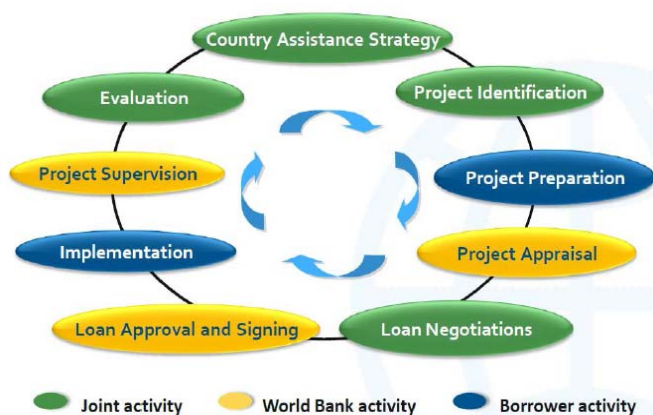 Country Assistance Strategy
Project Identification
Project Preparation
Project Appraisal
Loan Negotiations
Loan Approval and Signing
Implementation
Project Supervision
Evaluation
Joint activity
World Bank activity
Borrower activity